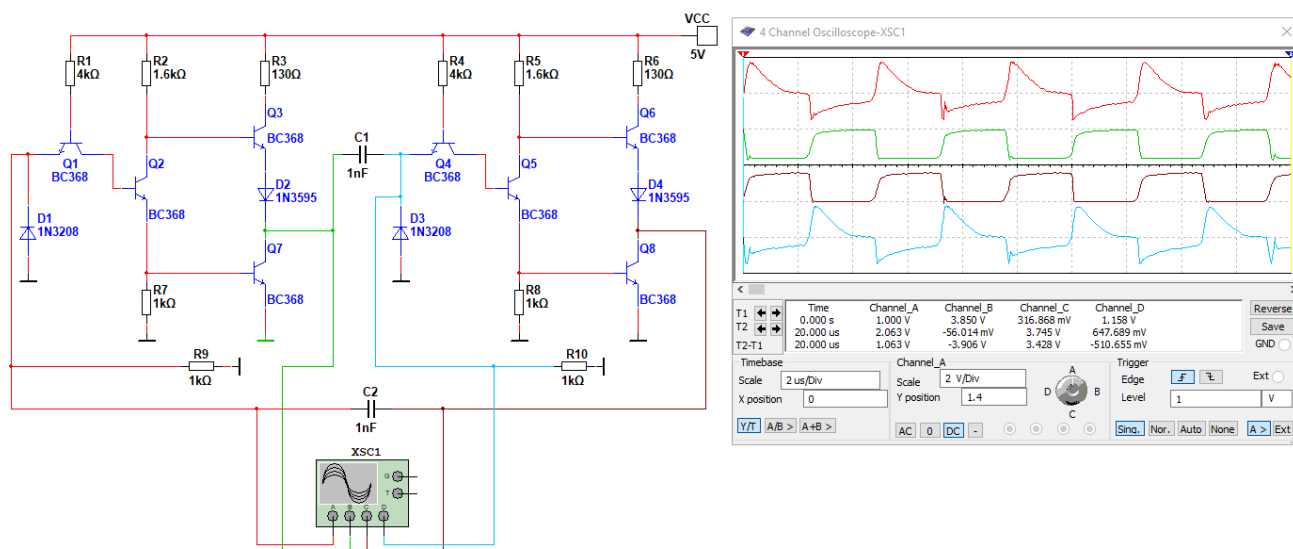 VCC
5V
R1
4kΩ
R2
1.6kΩ
R3
130Ω
R4
4kΩ
R5
1.6kΩ
R6
130Ω
Q3
BC368
Q6
BC368
C1
1nF
Q1
BC368
Q2
BC368
D2
1N3595
Q4
BC368
Q5
BC368
D4
1N3595
D1
1N3208
D3
1N3208
Q7
BC368
Q8
BC368
R7
1kΩ
R8
1kΩ
R9
1kΩ
R10
1kΩ
C2
1nF
XSC1
G
T
A B C D
4 Channel Oscilloscope-XSC1
Time Channel_A Channel_B Channel_C Channel_D
T1 0.000 s 1.000 V 3.850 V 316.868 mV 1.158 V
T2 20.000 us 2.063 V -56.014 mV 3.745 V 647.689 mV
T2-T1 20.000 us 1.063 V -3.906 V 3.428 V -510.655 mV
Reverse
Save
GND
Timebase
Scale 2 us/Div
X position 0
Y/T A/B > A+B >
Channel_A
Scale 2 V/Div
Y position 1.4
AC 0 DC -
A
B
C
D
Trigger
Edge Ext
Level 1 V
Sing. Nor. Auto None A > Ext